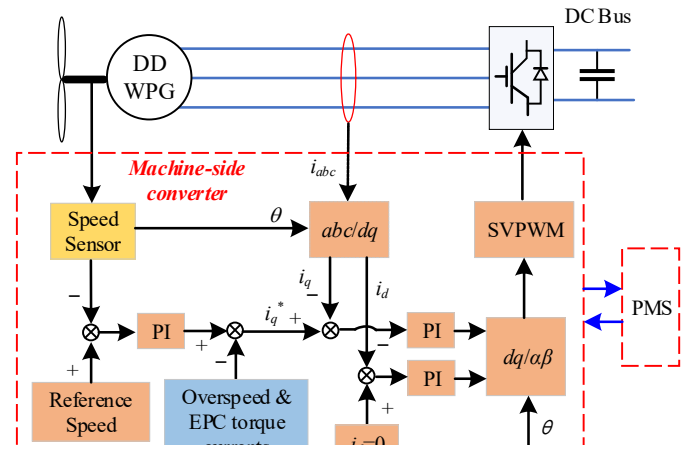 DC Bus
DD
WPG
Machine-side
converter
i_abc
θ
Speed
Sensor
abc/dq
SVPWM
i_q
i_d
−
−
i_q*
+
−
PMS
PI
+
PI
dq/αβ
+
−
PI
+
Reference
Speed
Overspeed &
EPC torque
θ